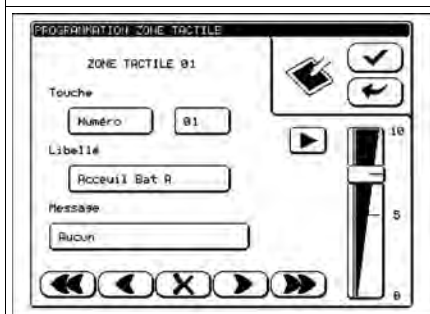 PROGRAMMATION ZONE TACTILE
ZONE TACTILE 01
Touche
Numéro 01
Libellé
Acceuil Bat A
Message
Aucun
10
5
0